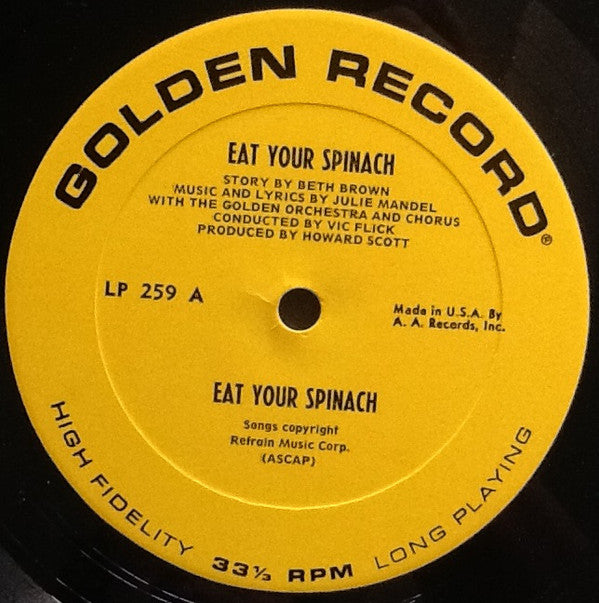 GOLDEN RECORD®
EAT YOUR SPINACH
STORY BY BETH BROWN
MUSIC AND LYRICS BY JULIE MANDEL
WITH THE GOLDEN ORCHESTRA AND CHORUS
CONDUCTED BY VIC FLICK
PRODUCED BY HOWARD SCOTT
LP 259 A
Made in U.S.A. By
A. A. Records, Inc.
EAT YOUR SPINACH
Songs copyright
Refrain Music Corp.
(ASCAP)
HIGH FIDELITY 33⅓ RPM LONG PLAYING